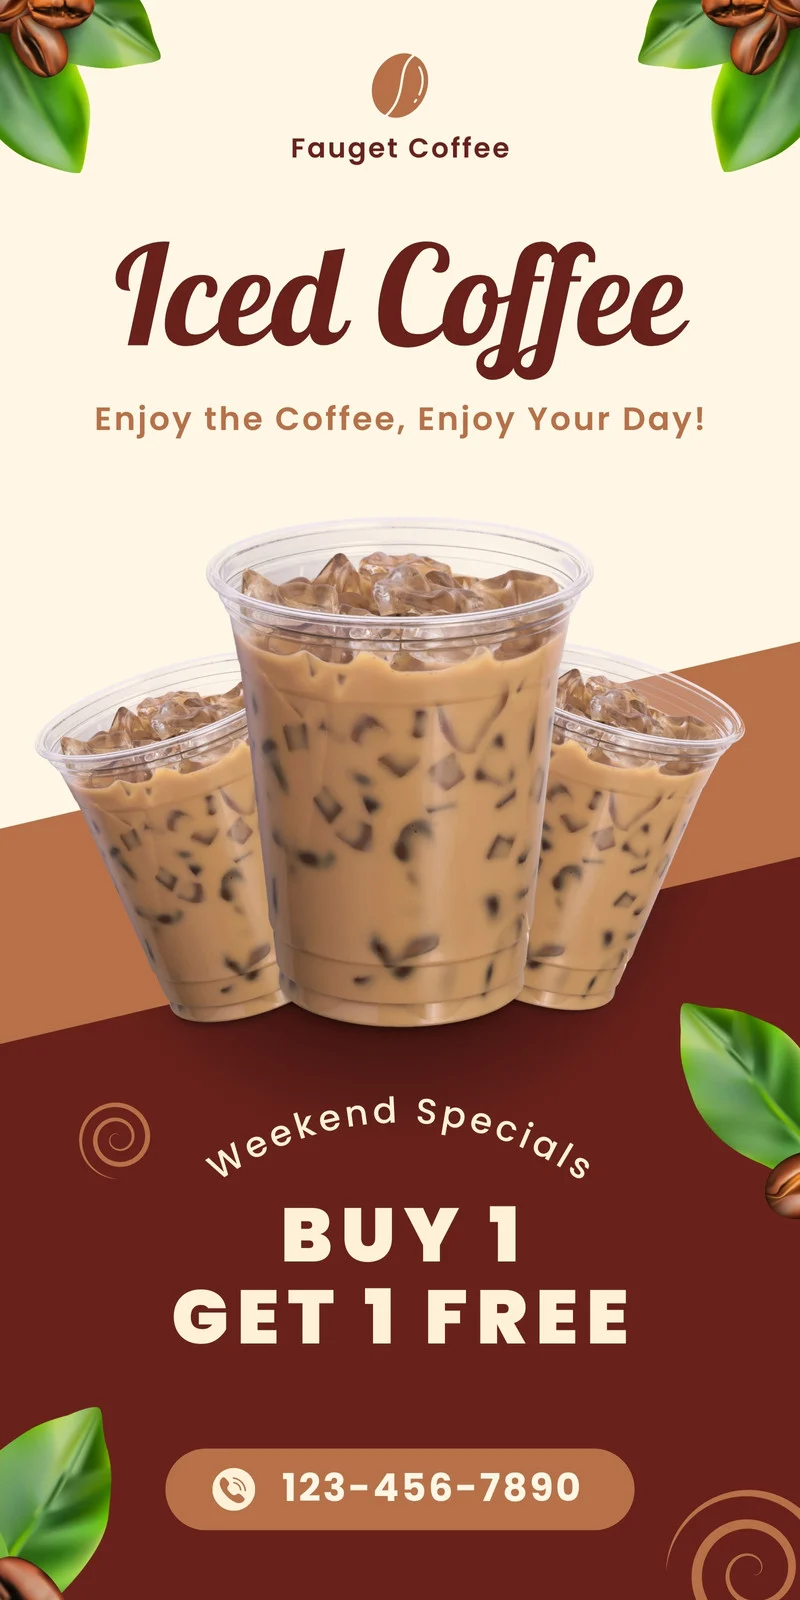 Fauget Coffee
Iced Coffee
Enjoy the Coffee, Enjoy Your Day!
Weekend Specials
BUY 1
GET 1 FREE
123-456-7890